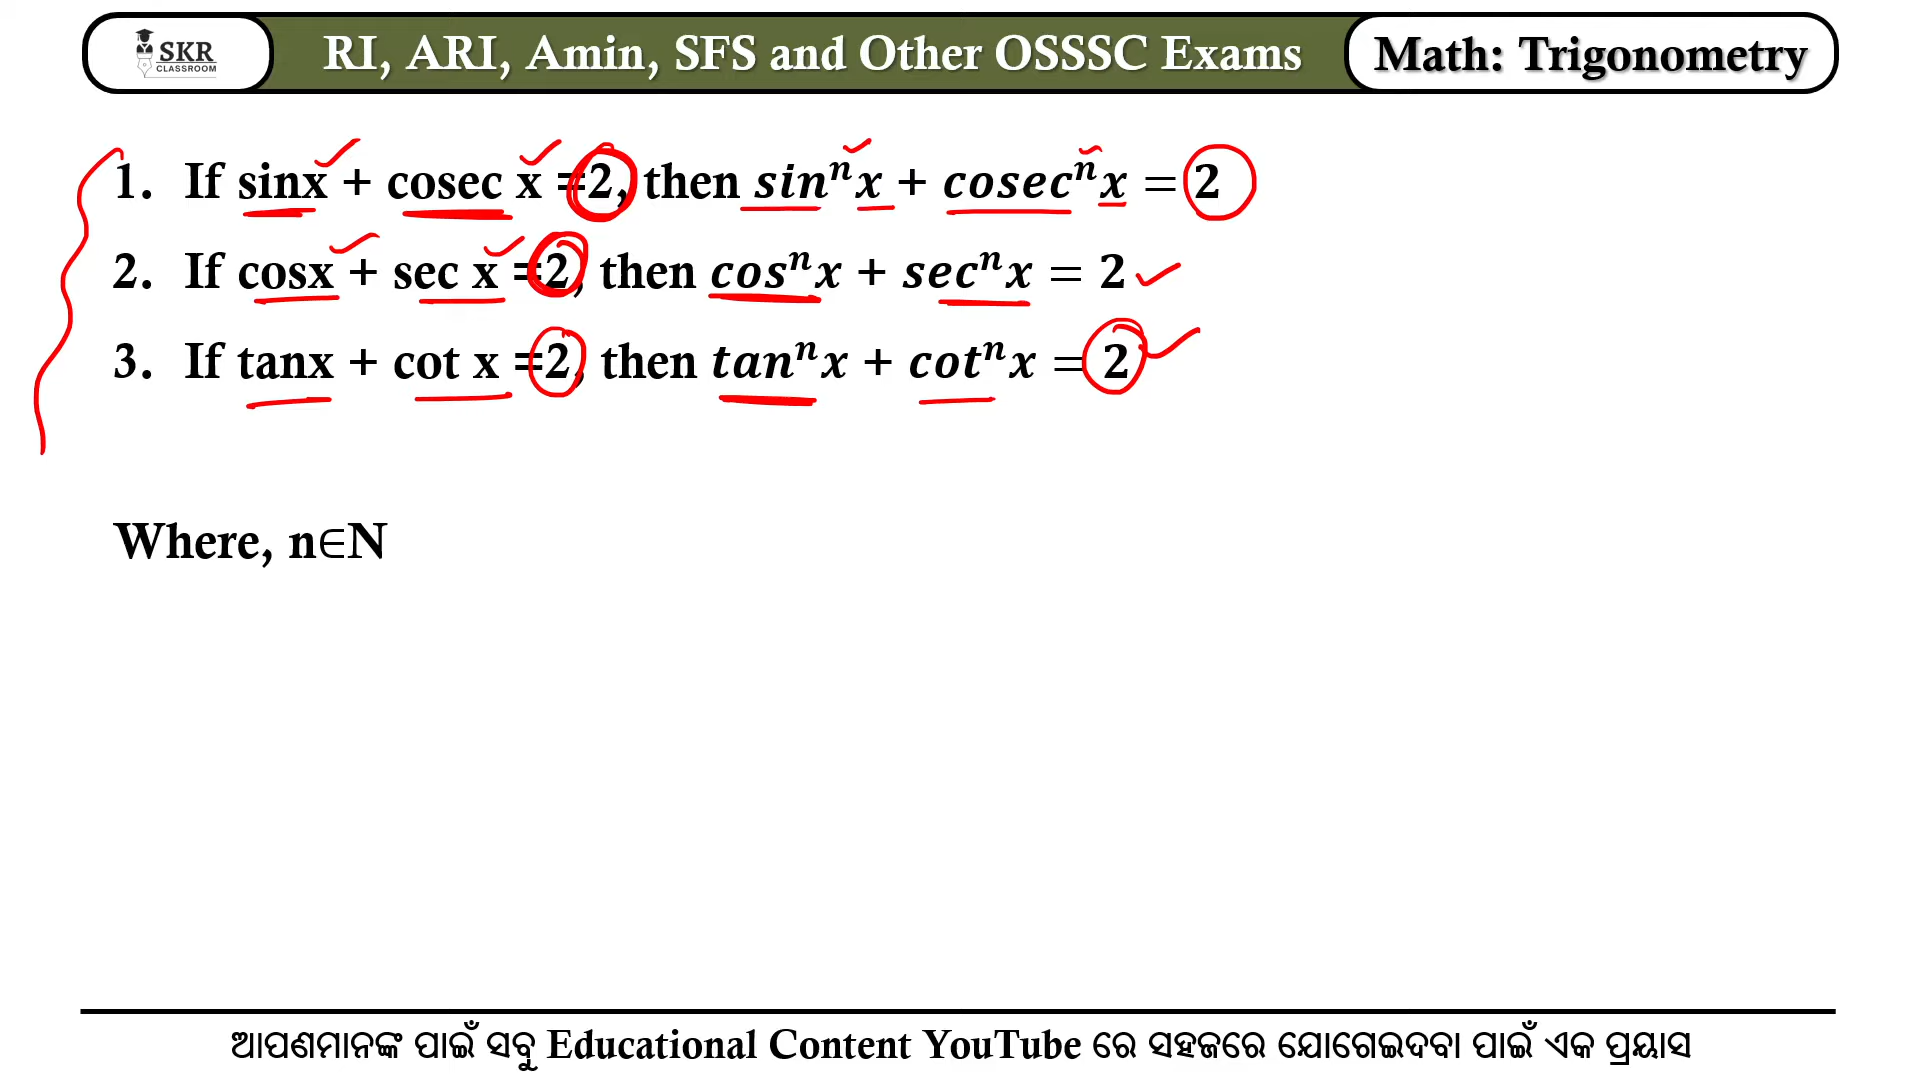 SKR
CLASSROOM
RI, ARI, Amin, SFS and Other OSSSC Exams
Math: Trigonometry
1. If sinx + cosec x =2, then sinⁿx + cosecⁿx = 2
2. If cosx + sec x =2, then cosⁿx + secⁿx = 2
3. If tanx + cot x =2, then tanⁿx + cotⁿx = 2
Where, n∈N
ଆପଣମାନଙ୍କ ପାଇଁ ସବୁ Educational Content YouTube ରେ ସହଜରେ ଯୋଗେଇଦବା ପାଇଁ ଏକ ପ୍ରୟାସ